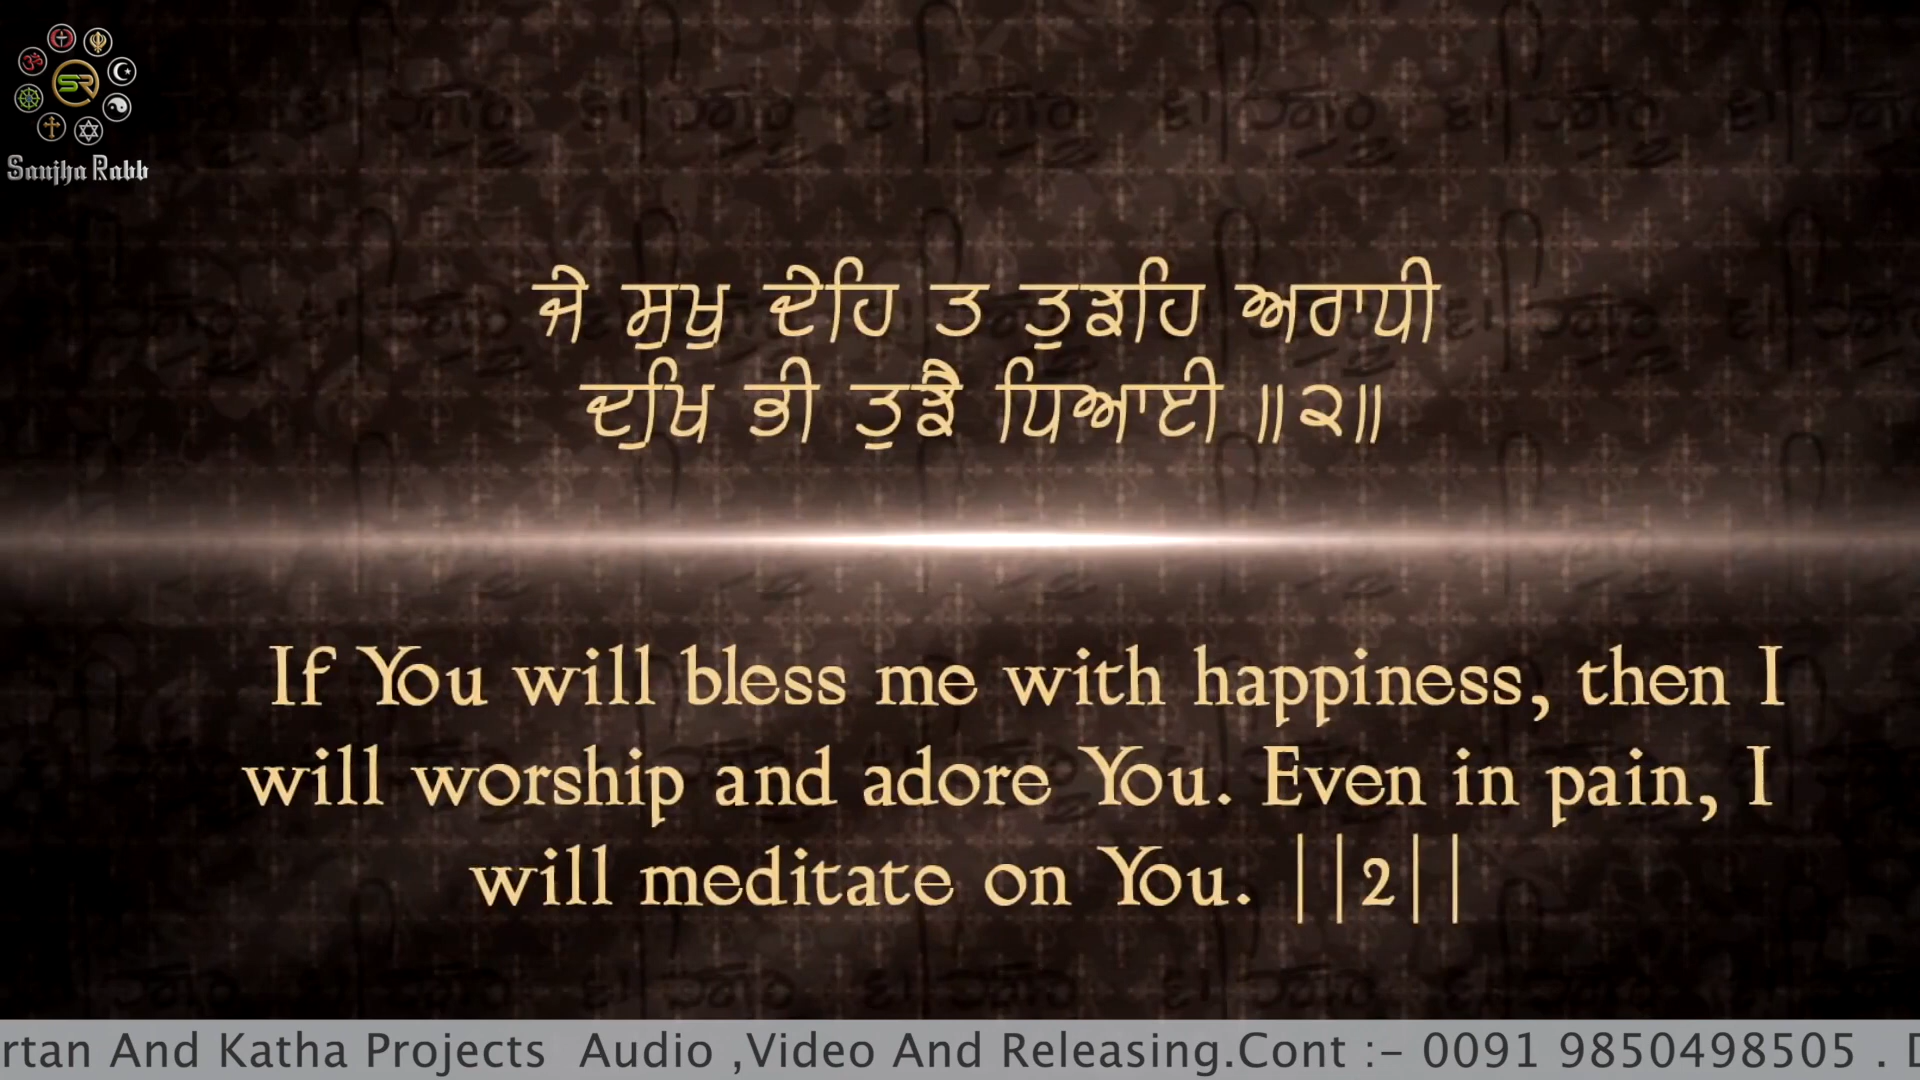 Sanjha Rabb
ਜੇ ਸੁਖੁ ਦੇਹਿ ਤ ਤੁਝਹਿ ਅਰਾਧੀ
ਦੁਖਿ ਭੀ ਤੁਝੈ ਧਿਆਈ ॥੨॥
If You will bless me with happiness, then I
will worship and adore You. Even in pain, I
will meditate on You. ||2||
rtan And Katha Projects Audio ,Video And Releasing.Cont :- 0091 9850498505 .